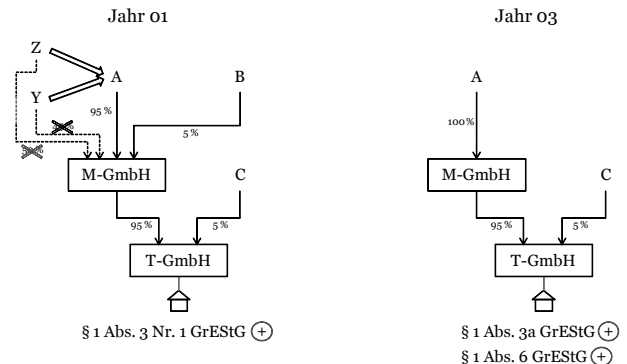 Jahr 01
Jahr 03
Z
A
B
A
Y
95 %
5 %
100 %
M-GmbH
C
M-GmbH
C
95 %
5 %
95 %
5 %
T-GmbH
T-GmbH
§ 1 Abs. 3 Nr. 1 GrEStG +
§ 1 Abs. 3a GrEStG +
§ 1 Abs. 6 GrEStG +